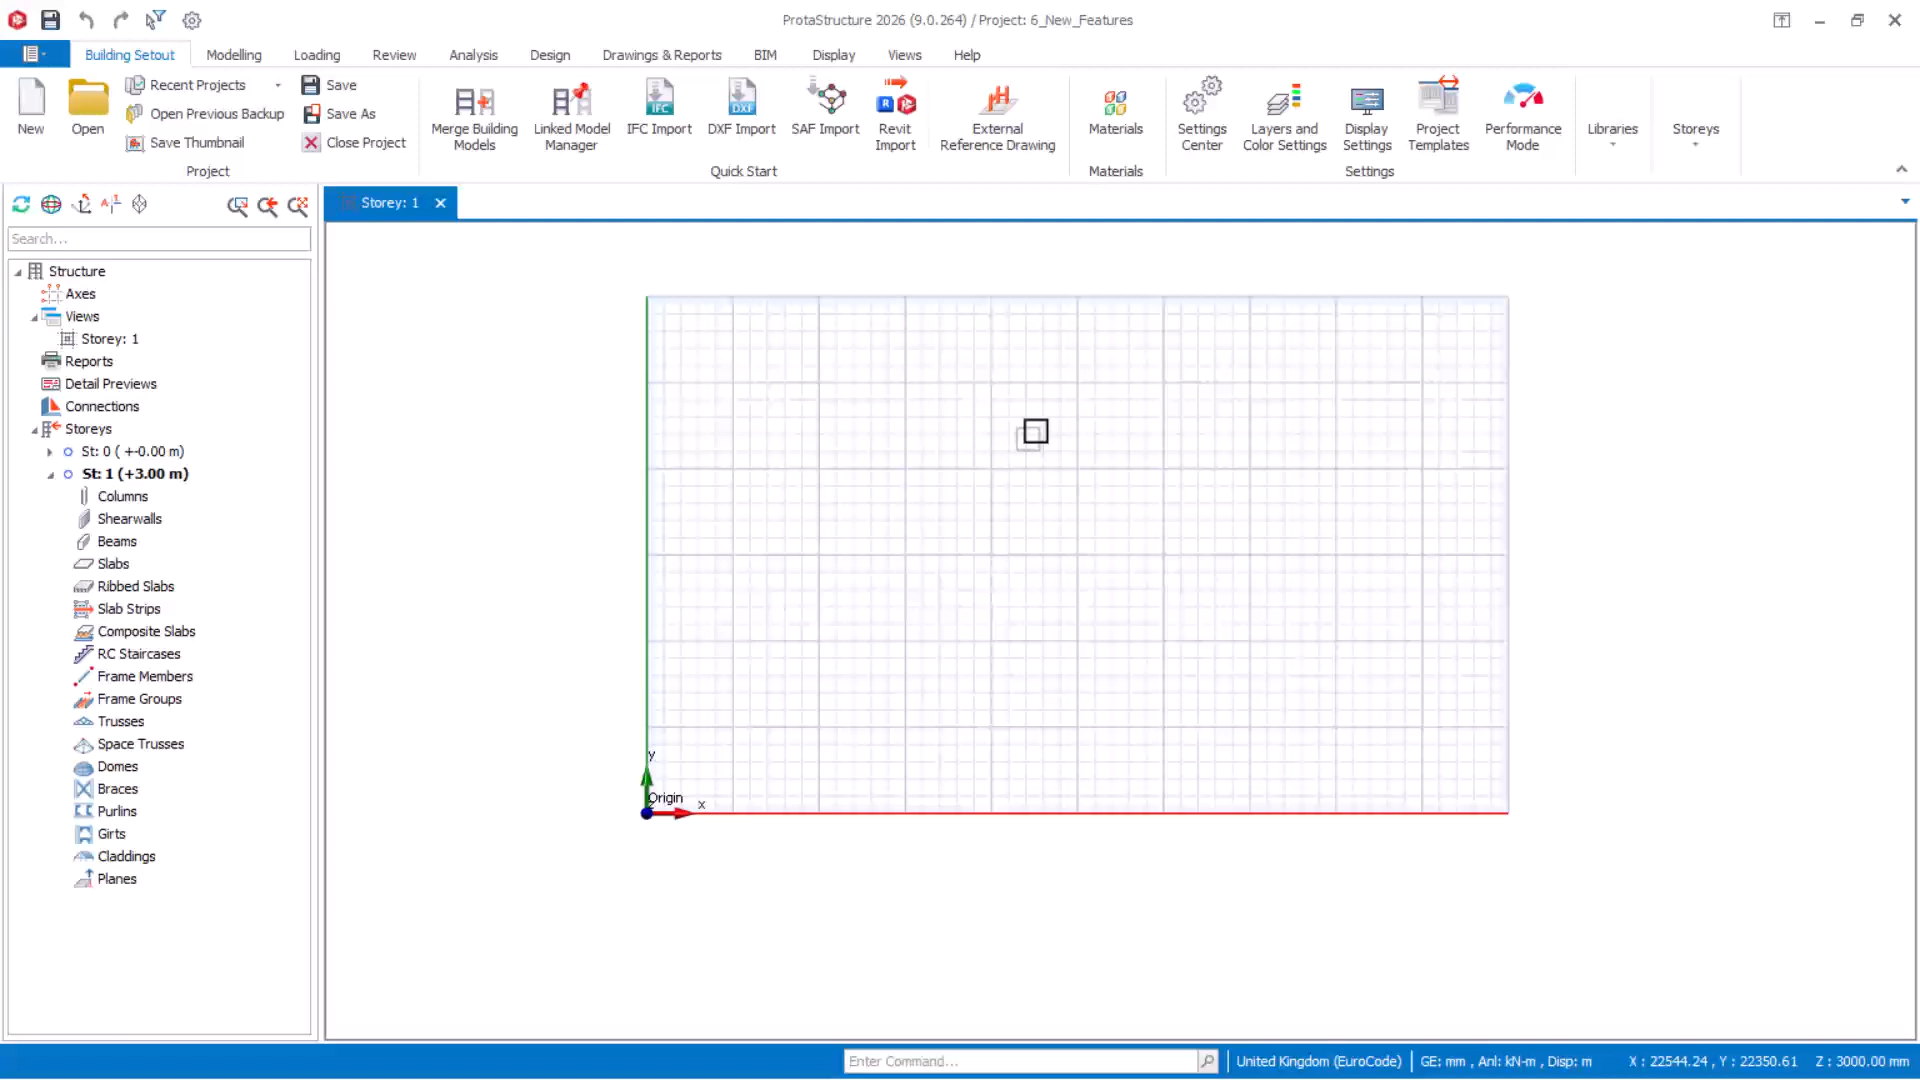 ProtaStructure 2026 (9.0.264) / Project: 6_New_Features
Building Setout
Modelling
Loading
Review
Analysis
Design
Drawings & Reports
BIM
Display
Views
Help
New
Open
Recent Projects
Open Previous Backup
Save Thumbnail
Save
Save As
Close Project
Project
Merge Building Models
Linked Model Manager
IFC
IFC Import
DXF
DXF Import
SAF Import
R
Revit Import
External Reference Drawing
Quick Start
Materials
Materials
Settings Center
Layers and Color Settings
Display Settings
Project Templates
Performance Mode
Settings
Libraries
Storeys
Search...
Storey: 1
Structure
Axes
Views
Storey: 1
Reports
Detail Previews
Connections
Storeys
St: 0 ( +-0.00 m)
St: 1 (+3.00 m)
Columns
Shearwalls
Beams
Slabs
Ribbed Slabs
Slab Strips
Composite Slabs
RC Staircases
Frame Members
Frame Groups
Trusses
Space Trusses
Domes
Braces
Purlins
Girts
Claddings
Planes
y
Origin
x
Enter Command...
United Kingdom (EuroCode)
GE: mm , Anl: kN-m , Disp: m
X : 22544.24 , Y : 22350.61
Z : 3000.00 mm